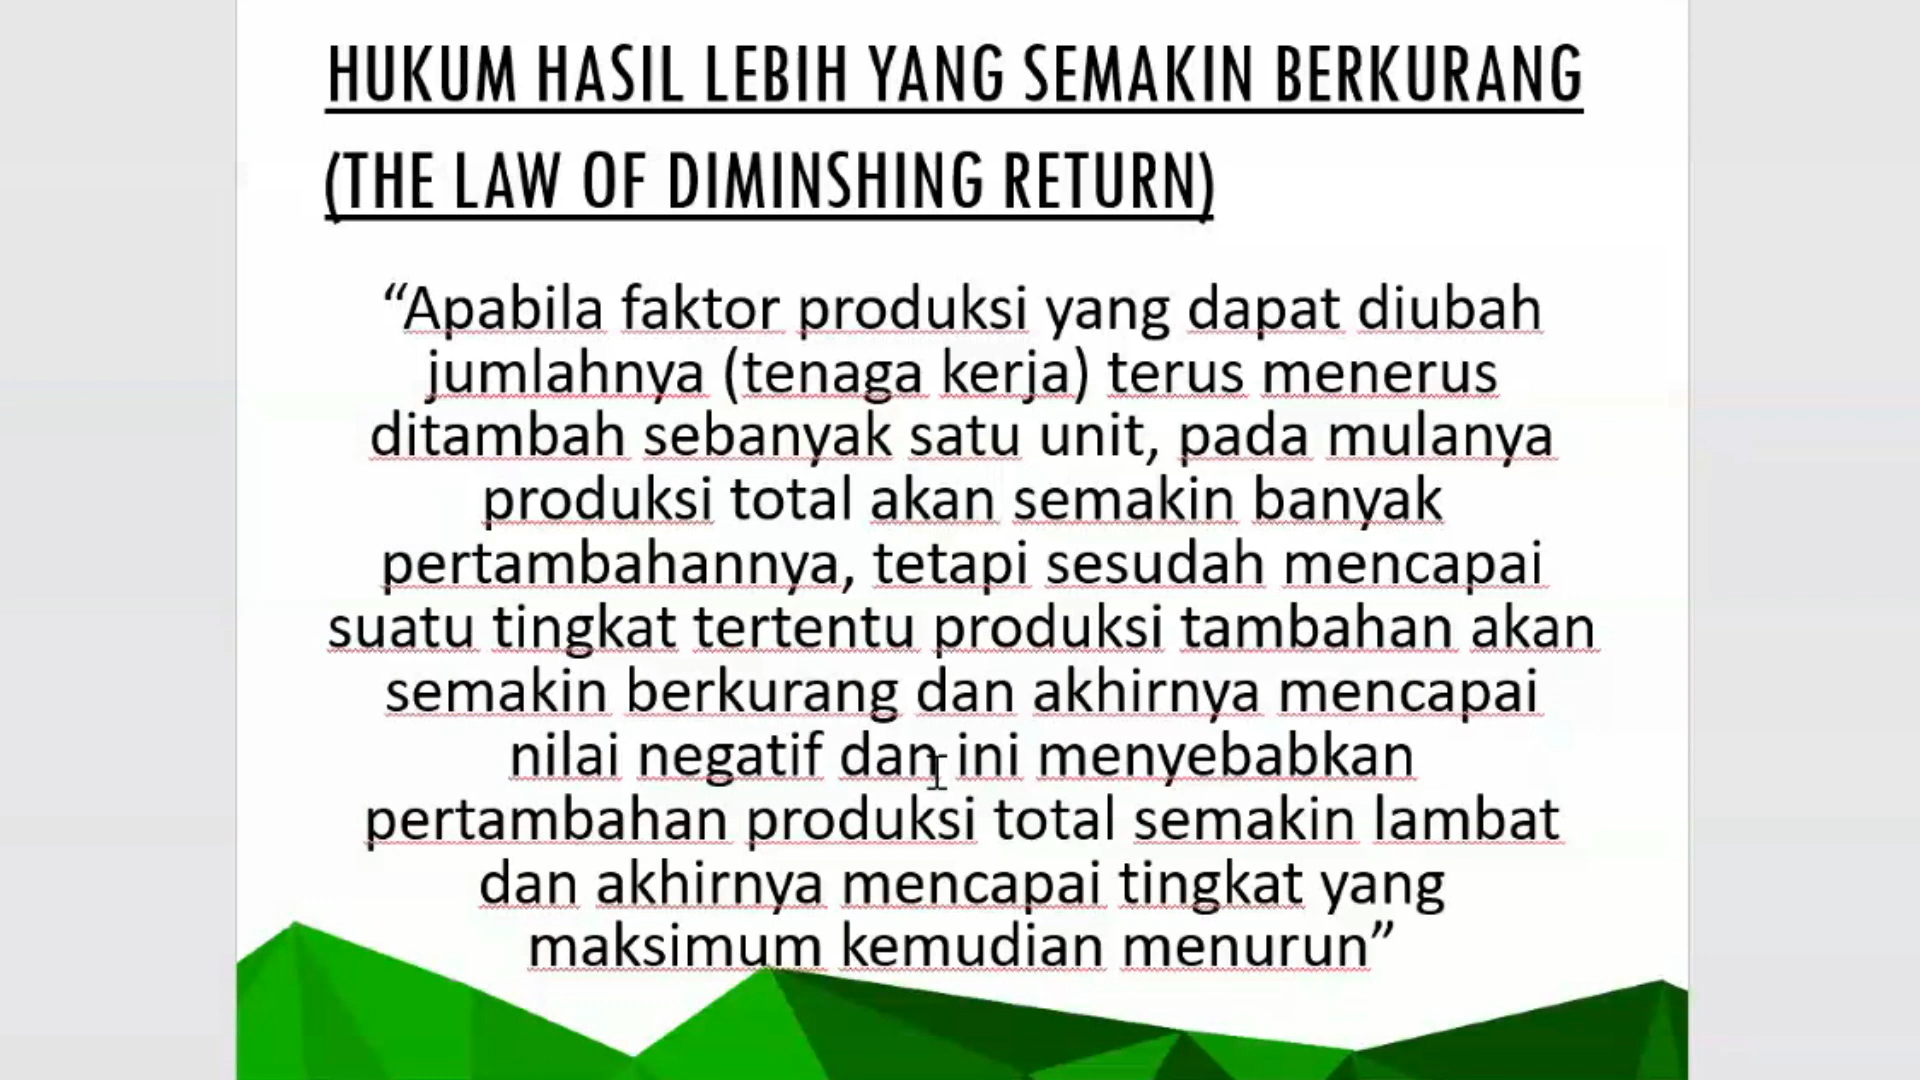 HUKUM HASIL LEBIH YANG SEMAKIN BERKURANG
(THE LAW OF DIMINSHING RETURN)
“Apabila faktor produksi yang dapat diubah
jumlahnya (tenaga kerja) terus menerus
ditambah sebanyak satu unit, pada mulanya
produksi total akan semakin banyak
pertambahannya, tetapi sesudah mencapai
suatu tingkat tertentu produksi tambahan akan
semakin berkurang dan akhirnya mencapai
nilai negatif dan ini menyebabkan
pertambahan produksi total semakin lambat
dan akhirnya mencapai tingkat yang
maksimum kemudian menurun”